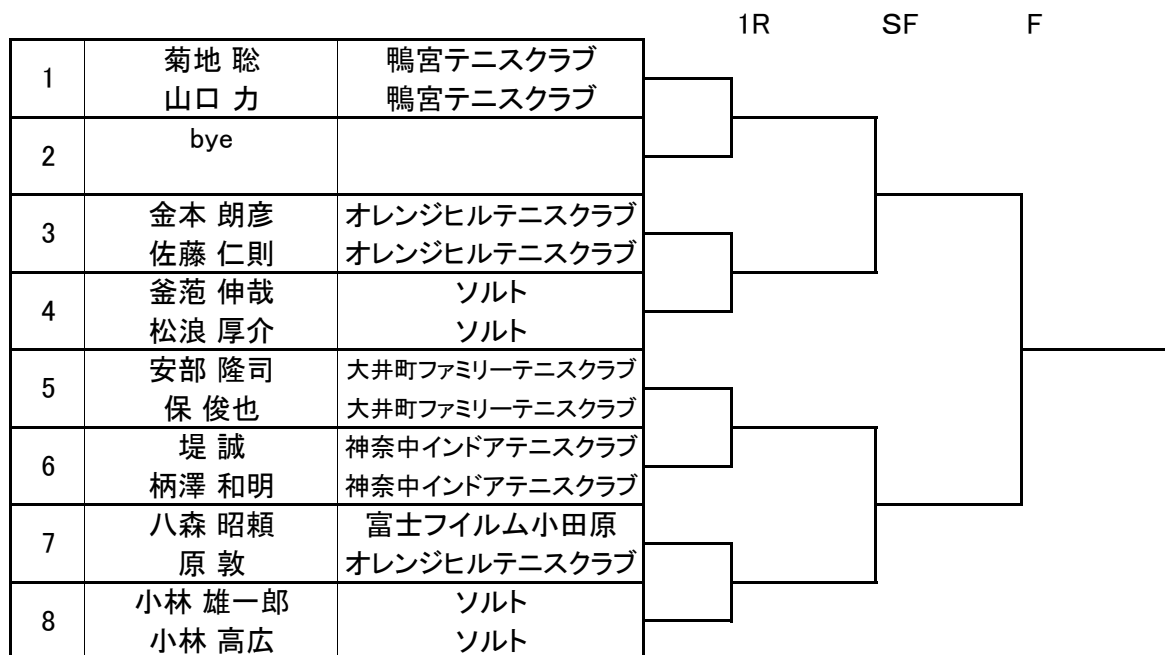 1R SF F
1 菊地 聡 鴨宮テニスクラブ
山口 力 鴨宮テニスクラブ
2 bye
3 金本 朗彦 オレンジヒルテニスクラブ
佐藤 仁則 オレンジヒルテニスクラブ
4 釜萢 伸哉 ソルト
松浪 厚介 ソルト
5 安部 隆司 大井町ファミリーテニスクラブ
保 俊也 大井町ファミリーテニスクラブ
6 堤 誠 神奈中インドアテニスクラブ
柄澤 和明 神奈中インドアテニスクラブ
7 八森 昭頼 富士フイルム小田原
原 敦 オレンジヒルテニスクラブ
8 小林 雄一郎 ソルト
小林 高広 ソルト